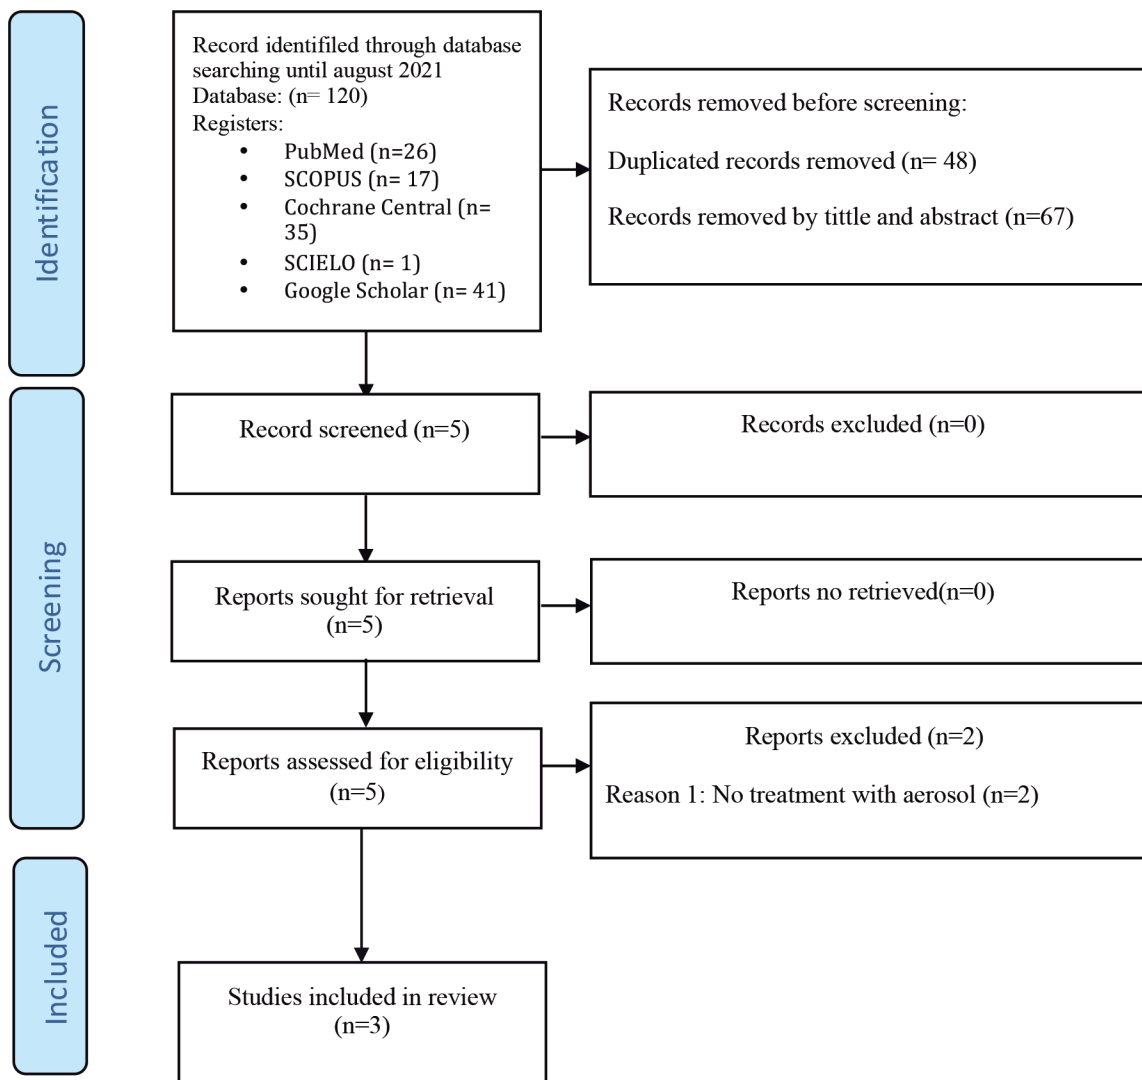 Identification
Record identifiled through database
searching until august 2021
Database: (n= 120)
Registers:
• PubMed (n=26)
• SCOPUS (n= 17)
• Cochrane Central (n=
35)
• SCIELO (n= 1)
• Google Scholar (n= 41)
Records removed before screening:
Duplicated records removed (n= 48)
Records removed by tittle and abstract (n=67)
Screening
Record screened (n=5)
Records excluded (n=0)
Reports sought for retrieval
(n=5)
Reports no retrieved(n=0)
Reports assessed for eligibility
(n=5)
Reports excluded (n=2)
Reason 1: No treatment with aerosol (n=2)
Included
Studies included in review
(n=3)